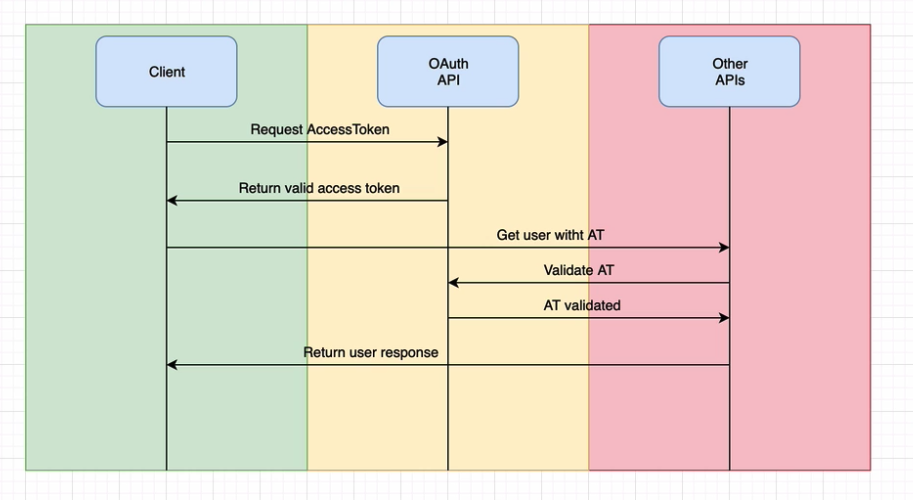 Client
OAuth
API
Other
APIs
Request AccessToken
Return valid access token
Get user witht AT
Validate AT
AT validated
Return user response